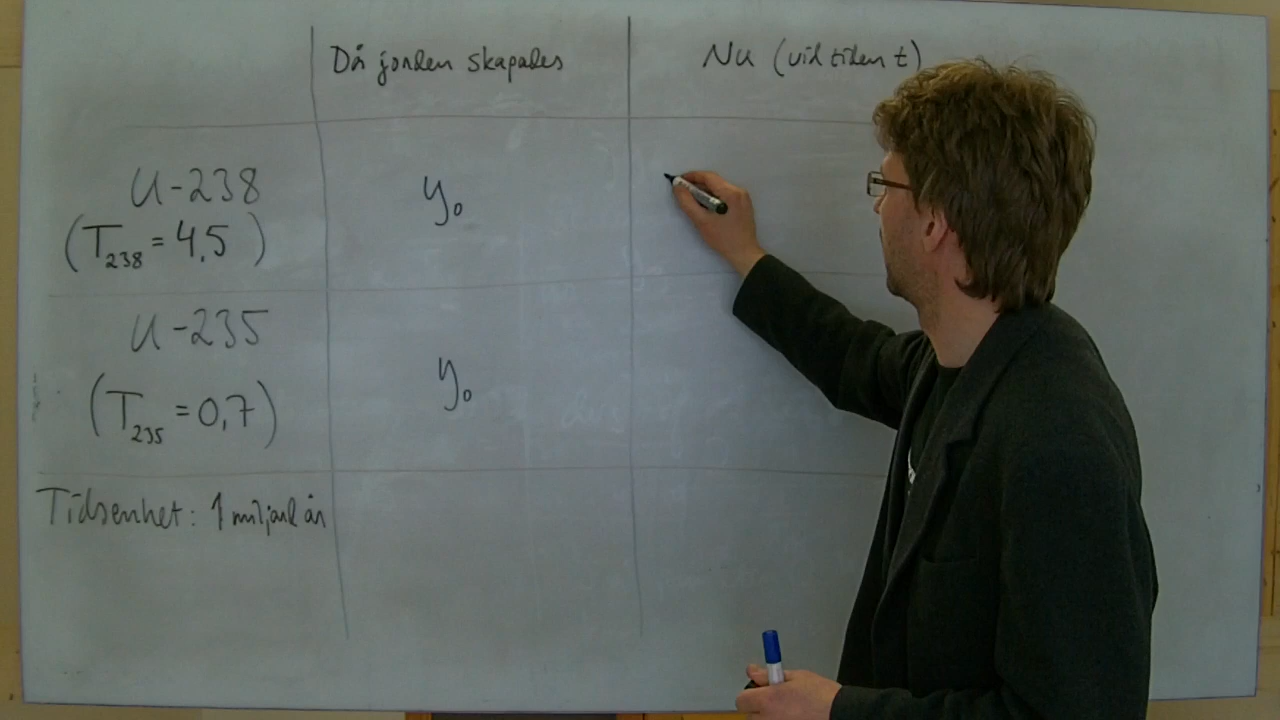 Då jorden skapades
Nu (vid tiden t)
U-238
(T₂₃₈ = 4,5 )
y₀
U-235
(T₂₃₅ = 0,7)
y₀
Tidsenhet: 1 miljard år